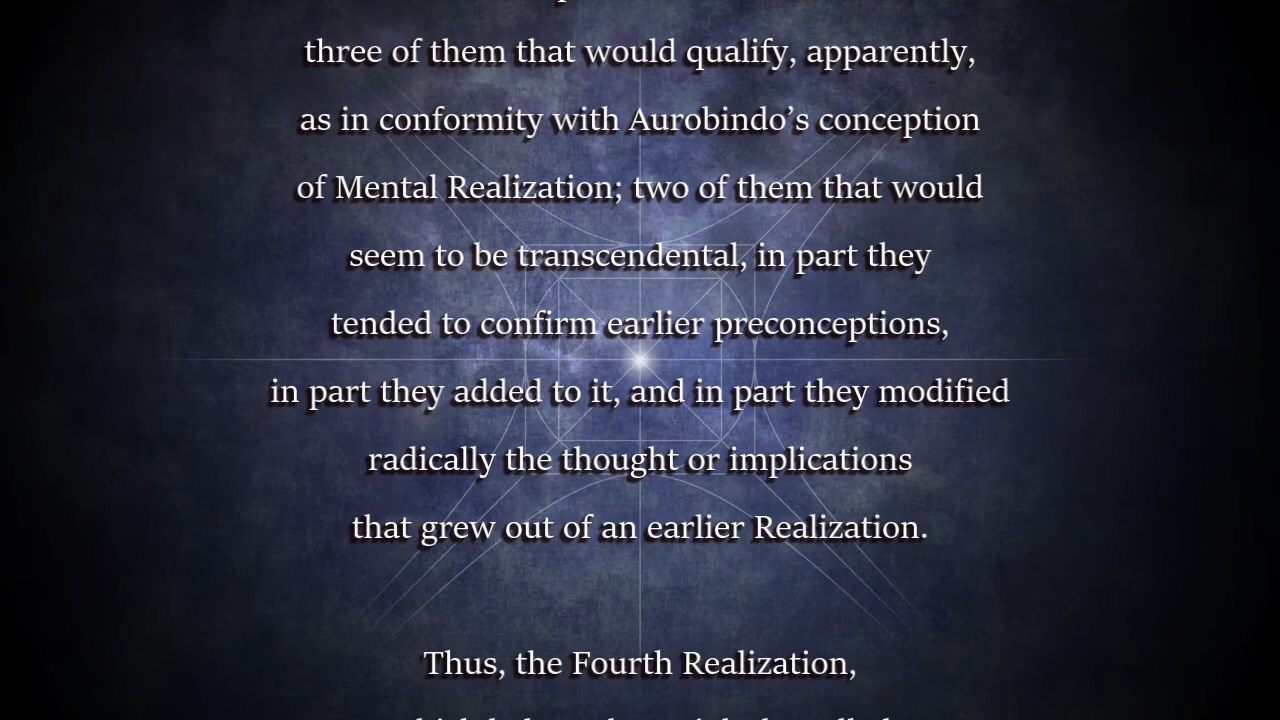 three of them that would qualify, apparently,
as in conformity with Aurobindo’s conception
of Mental Realization; two of them that would
seem to be transcendental, in part they
tended to confirm earlier preconceptions,
in part they added to it, and in part they modified
radically the thought or implications
that grew out of an earlier Realization.
Thus, the Fourth Realization,